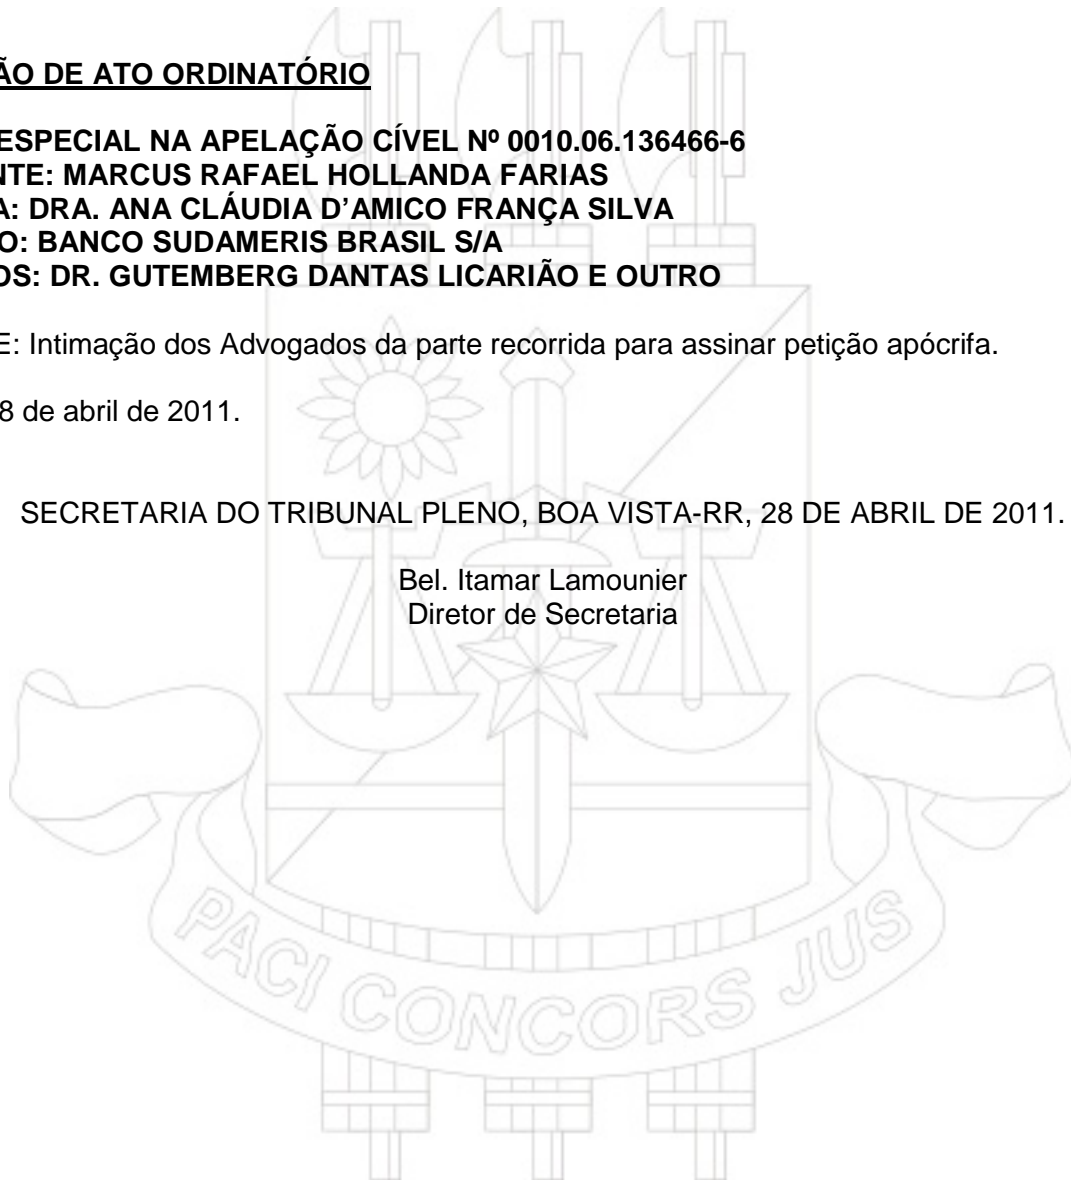 ÃO DE ATO ORDINATÓRIO
ESPECIAL NA APELAÇÃO CÍVEL Nº 0010.06.136466-6
NTE: MARCUS RAFAEL HOLLANDA FARIAS
A: DRA. ANA CLÁUDIA D’AMICO FRANÇA SILVA
O: BANCO SUDAMERIS BRASIL S/A
OS: DR. GUTEMBERG DANTAS LICARIÃO E OUTRO
E: Intimação dos Advogados da parte recorrida para assinar petição apócrifa.
8 de abril de 2011.
SECRETARIA DO TRIBUNAL PLENO, BOA VISTA-RR, 28 DE ABRIL DE 2011.
Bel. Itamar Lamounier
Diretor de Secretaria
PACI CONCORS JUS